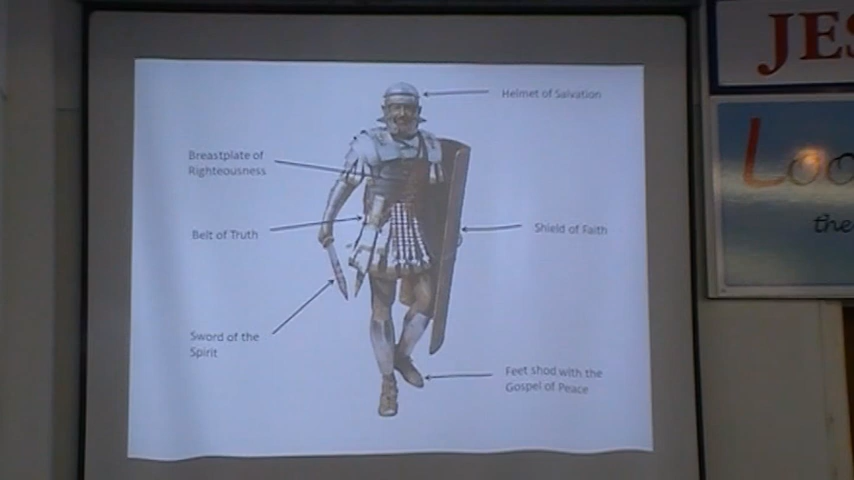 Helmet of Salvation
Breastplate of
Righteousness
Belt of Truth
Shield of Faith
Sword of the
Spirit
Feet shod with the
Gospel of Peace
JES
Loo
the